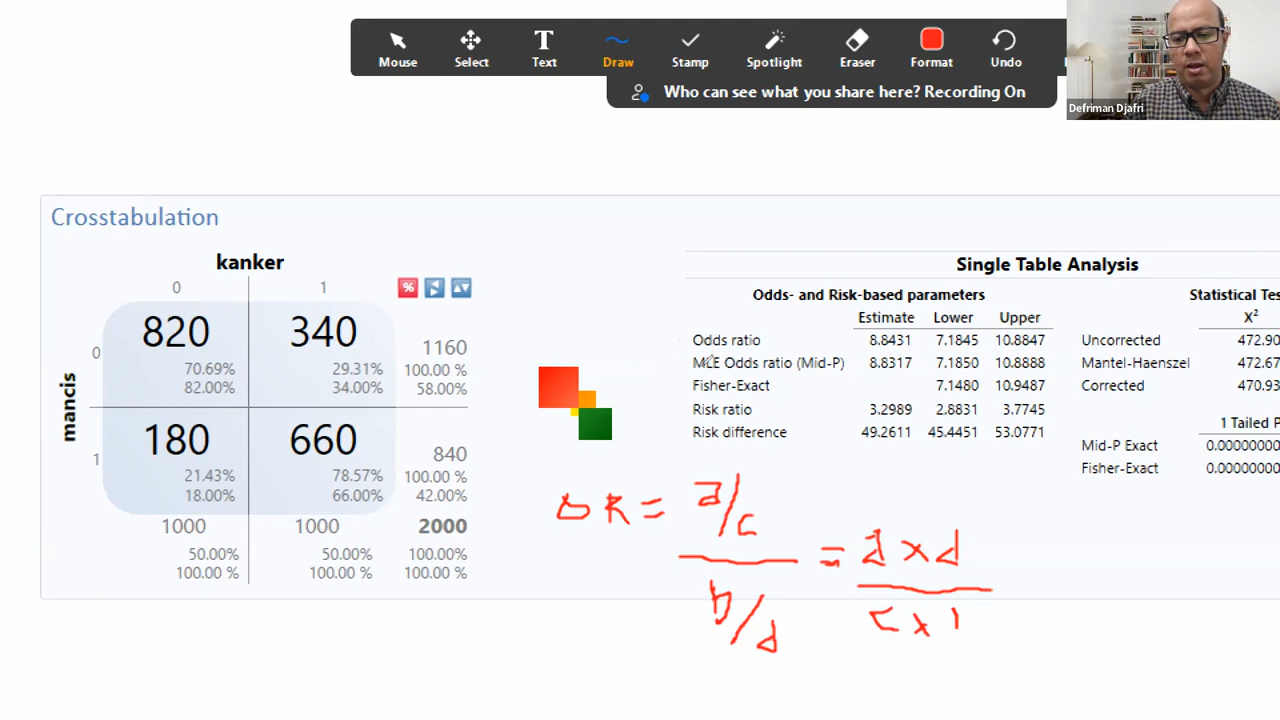 Mouse Select Text Draw Stamp Spotlight Eraser Format Undo
Who can see what you share here? Recording On
Defriman Djafri
Crosstabulation
kanker
0 1
%
mancis
0
820 340 1160
70.69% 29.31% 100.00 %
82.00% 34.00% 58.00%
1
180 660 840
21.43% 78.57% 100.00 %
18.00% 66.00% 42.00%
1000 1000 2000
50.00% 50.00% 100.00%
100.00 % 100.00 % 100.00 %
Single Table Analysis
Odds- and Risk-based parameters
Estimate Lower Upper
Odds ratio 8.8431 7.1845 10.8847
MLE Odds ratio (Mid-P) 8.8317 7.1850 10.8888
Fisher-Exact 7.1480 10.9487
Risk ratio 3.2989 2.8831 3.7745
Risk difference 49.2611 45.4451 53.0771
Statistical Tes
X²
Uncorrected 472.90
Mantel-Haenszel 472.67
Corrected 470.93
1 Tailed P
Mid-P Exact 0.00000000
Fisher-Exact 0.00000000
OR = a/c
b/d
= a x d
c x